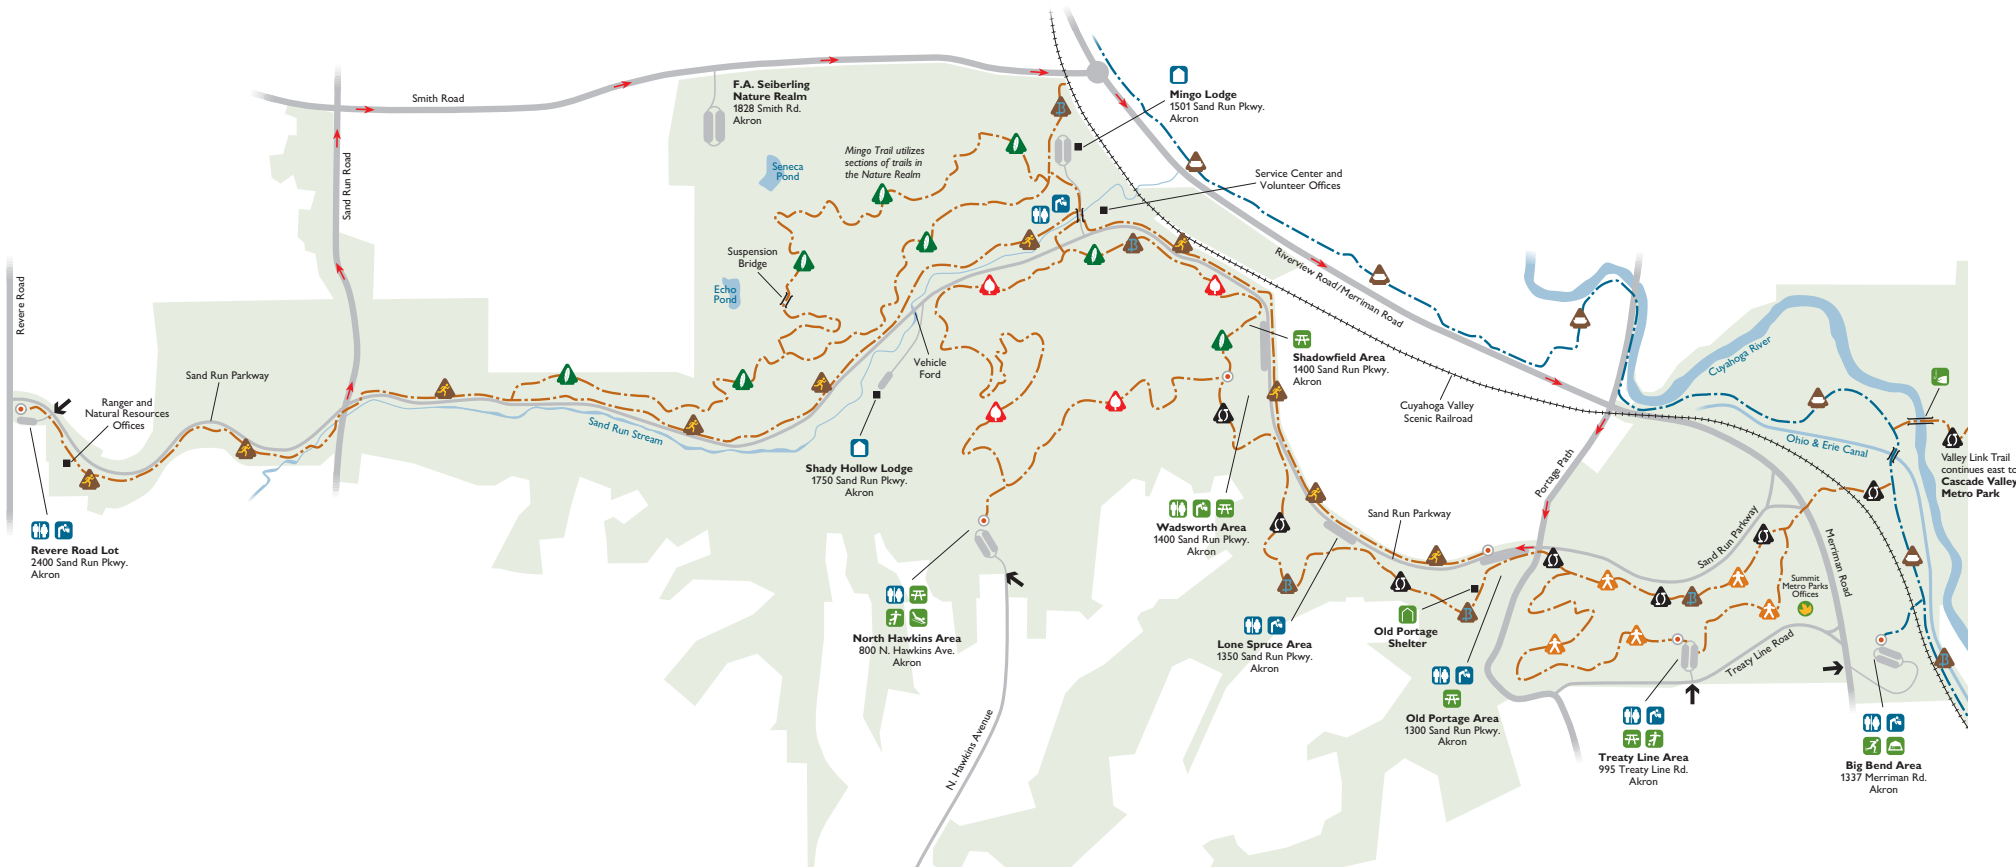 Smith Road
F.A. Seiberling
Nature Realm
1828 Smith Rd.
Akron
Mingo Lodge
1501 Sand Run Pkwy.
Akron
Mingo Trail utilizes
sections of trails in
the Nature Realm
Seneca
Pond
Service Center and
Volunteer Offices
Sand Run Road
Suspension
Bridge
Echo
Pond
Revere Road
Riverview Road/Merriman Road
Vehicle
Ford
Shadowfield Area
1400 Sand Run Pkwy.
Akron
Cuyahoga River
Sand Run Parkway
Ranger and
Natural Resources
Offices
Cuyahoga Valley
Scenic Railroad
Sand Run Stream
Ohio & Erie Canal
Valley Link Trail
continues east to
Cascade Valley
Metro Park
Shady Hollow Lodge
1750 Sand Run Pkwy.
Akron
Portage Path
Wadsworth Area
1400 Sand Run Pkwy.
Akron
Sand Run Parkway
Sand Run Parkway
Merriman Road
Revere Road Lot
2400 Sand Run Pkwy.
Akron
Summit
Metro Parks
Offices
North Hawkins Area
800 N. Hawkins Ave.
Akron
Old Portage
Shelter
Lone Spruce Area
1350 Sand Run Pkwy.
Akron
Treaty Line Road
Old Portage Area
1300 Sand Run Pkwy.
Akron
N. Hawkins Avenue
Treaty Line Area
995 Treaty Line Rd.
Akron
Big Bend Area
1337 Merriman Rd.
Akron